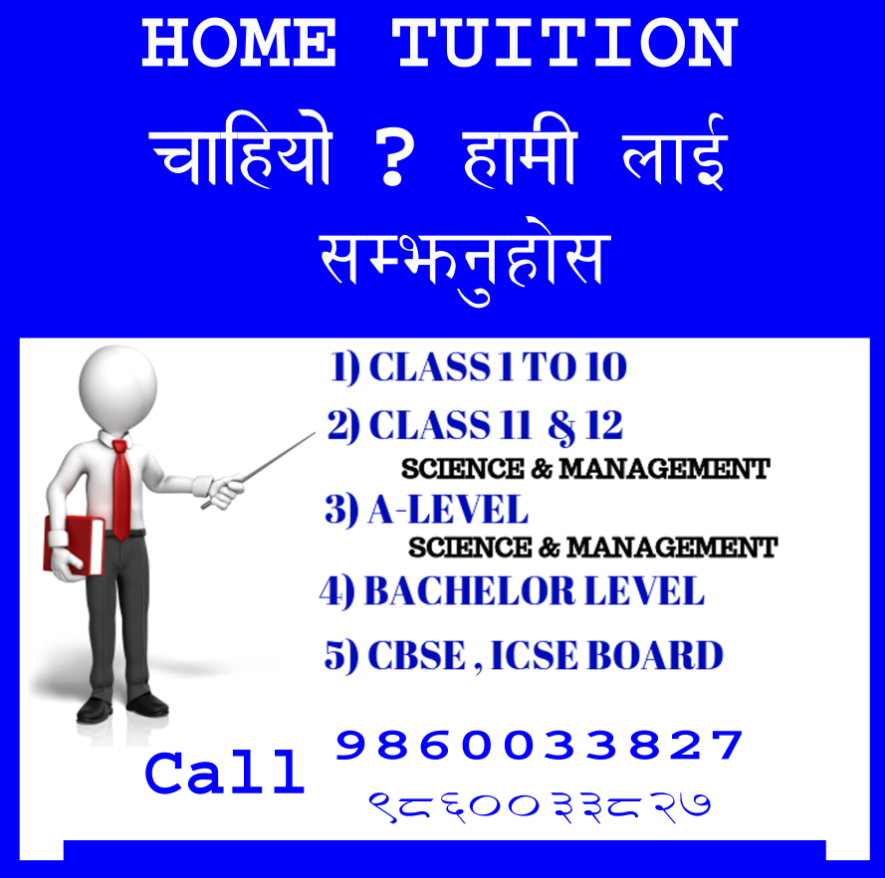 HOME TUITION
चाहियो ? हामी लाई
सम्झनुहोस
1) CLASS 1 TO 10
2) CLASS 11 & 12
SCIENCE & MANAGEMENT
3) A-LEVEL
SCIENCE & MANAGEMENT
4) BACHELOR LEVEL
5) CBSE , ICSE BOARD
Call 9860033827
९८६००३३८२७